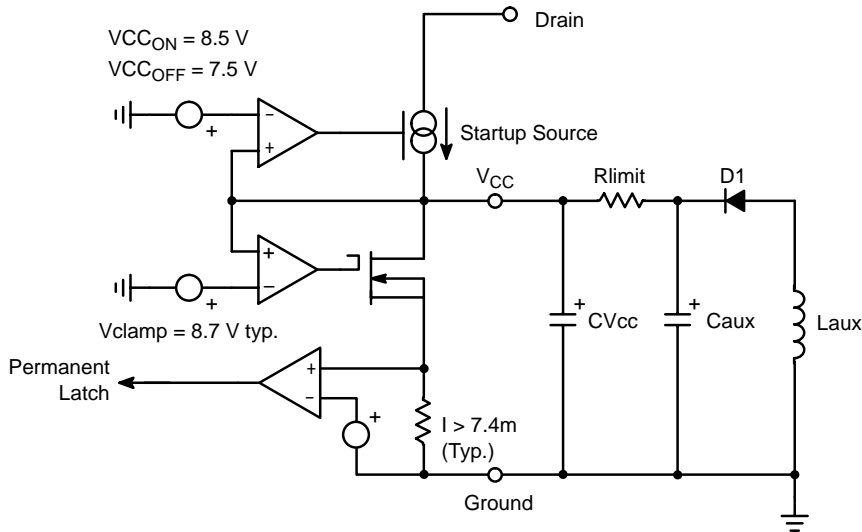 Drain
VCC_ON = 8.5 V
VCC_OFF = 7.5 V
−
+
+
Startup Source
V_CC
Rlimit
D1
+
−
+
Vclamp = 8.7 V typ.
+
CVcc
+
Caux
Laux
Permanent
Latch
+
−
+
I > 7.4m
(Typ.)
Ground